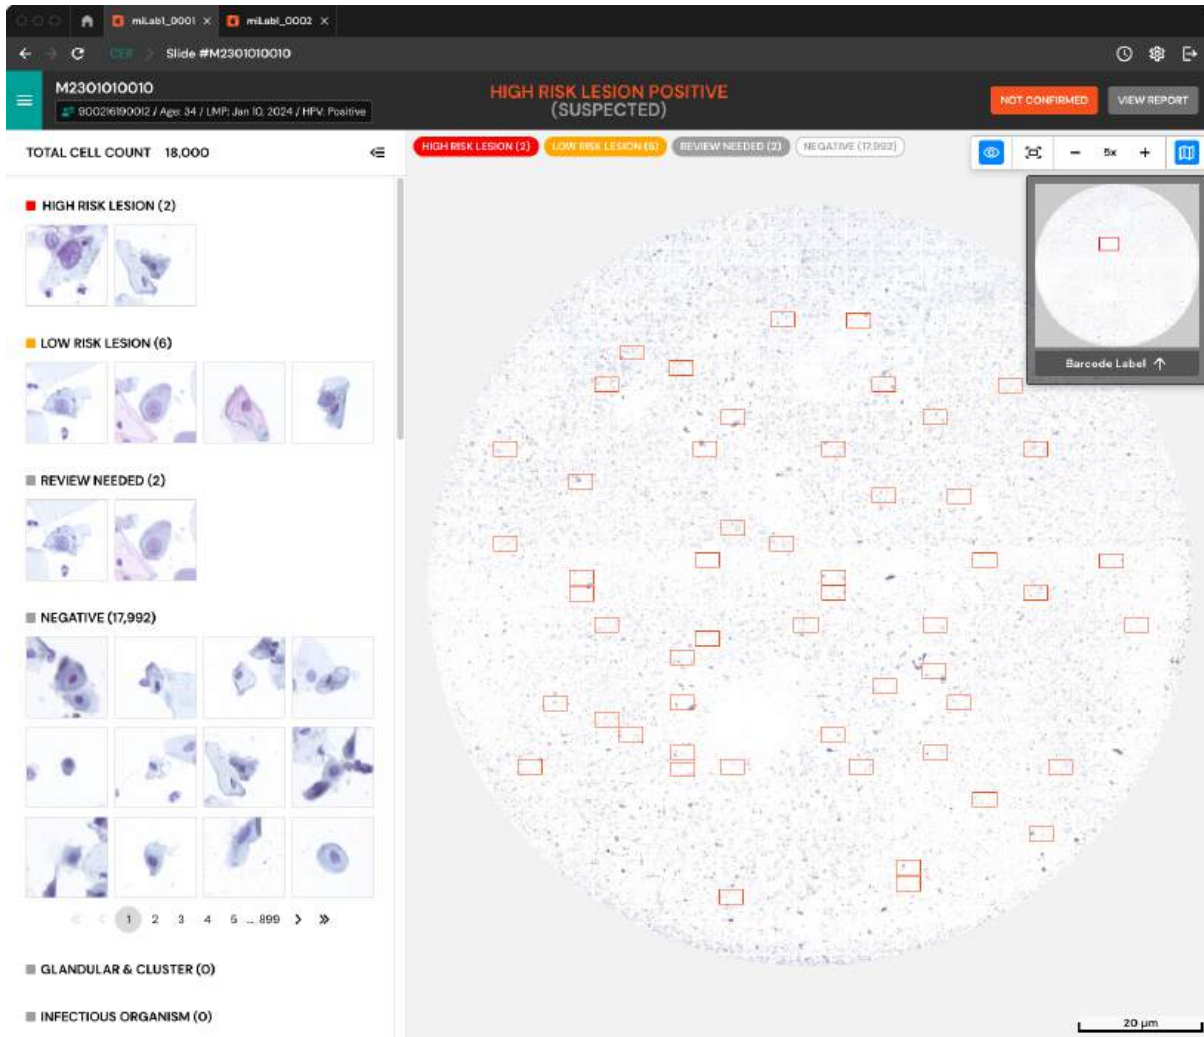 miLab1_0001
miLabl_0002
CER
Slide #M2301010010
M2301010010
900216190012 / Age: 34 / LMP: Jan 10, 2024 / HPV: Positive
HIGH RISK LESION POSITIVE
(SUSPECTED)
NOT CONFIRMED
VIEW REPORT
TOTAL CELL COUNT 18,000
HIGH RISK LESION (2)
LOW RISK LESION (6)
REVIEW NEEDED (2)
NEGATIVE (17,992)
5x
Barcode Label
HIGH RISK LESION (2)
LOW RISK LESION (6)
REVIEW NEEDED (2)
NEGATIVE (17,992)
1 2 3 4 5 ... 899
GLANDULAR & CLUSTER (0)
INFECTIOUS ORGANISM (0)
20 µm